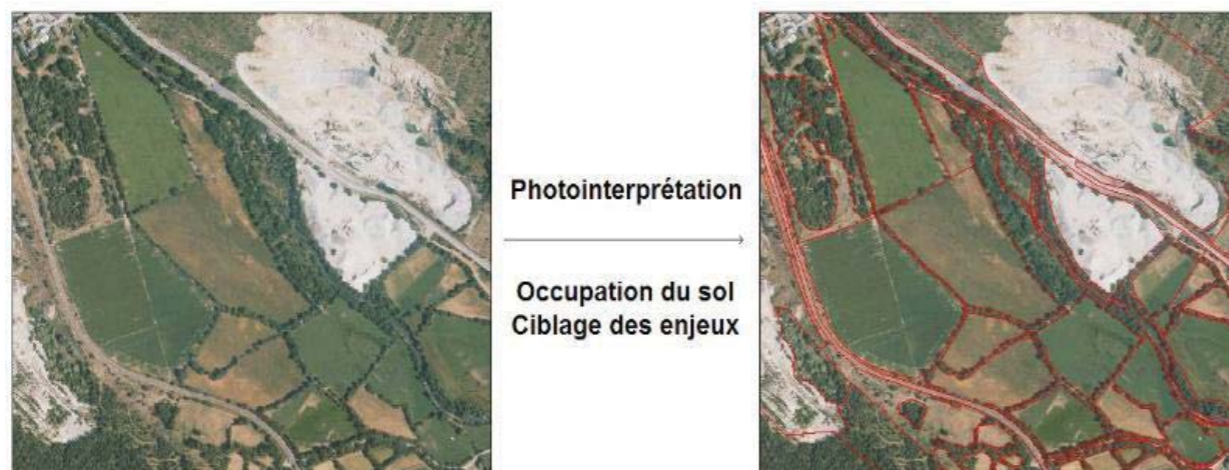 Photointerprétation
Occupation du sol
Ciblage des enjeux